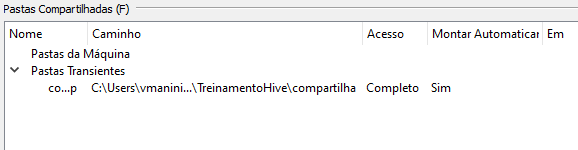 Pastas Compartilhadas (F)
Nome Caminho Acesso Montar Automaticar Em
Pastas da Máquina
Pastas Transientes
co...p C:\Users\vmanini...\TreinamentoHive\compartilha Completo Sim